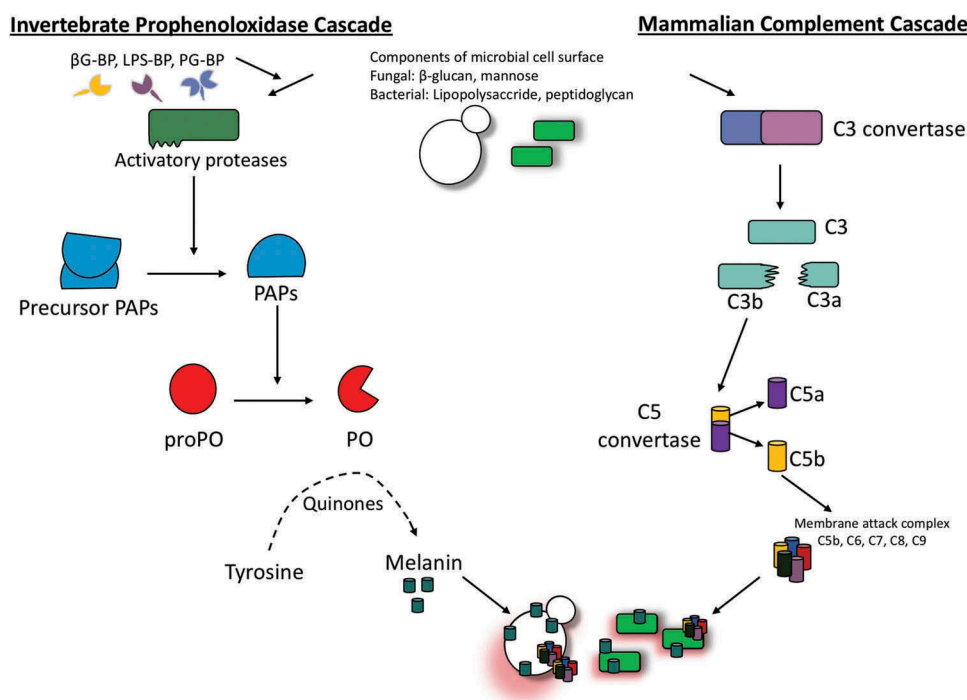 Invertebrate Prophenoloxidase Cascade
Mammalian Complement Cascade
βG-BP, LPS-BP, PG-BP
Components of microbial cell surface
Fungal: β-glucan, mannose
Bacterial: Lipopolysaccride, peptidoglycan
Activatory proteases
C3 convertase
C3
C3b
C3a
Precursor PAPs
PAPs
proPO
PO
C5
convertase
C5a
C5b
Quinones
Tyrosine
Melanin
Membrane attack complex
C5b, C6, C7, C8, C9